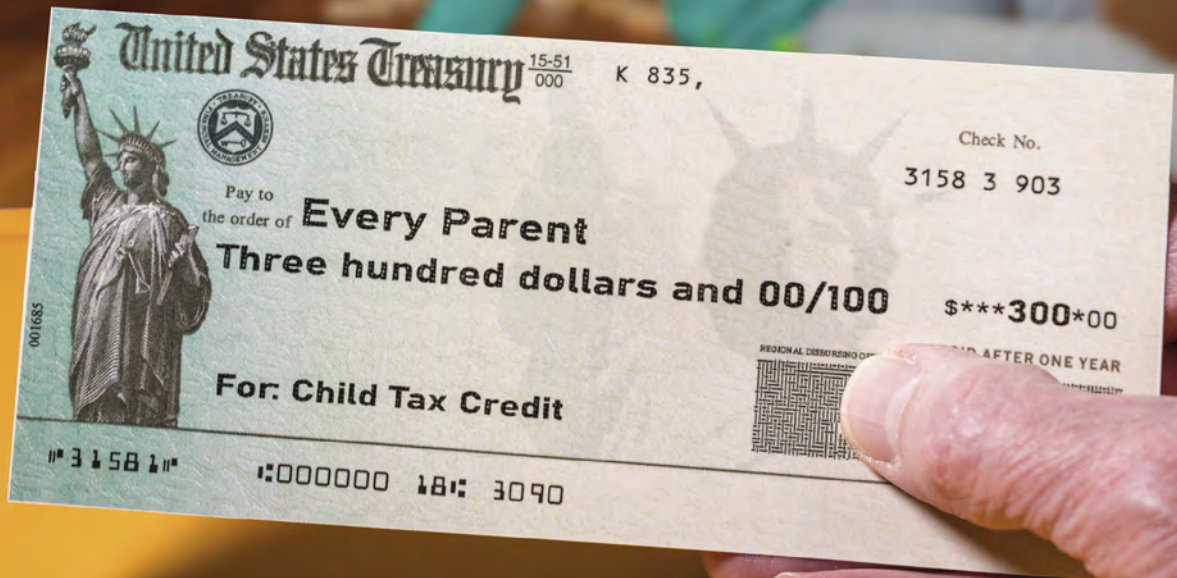 United States Treasury 15-51 000 K 835,
Check No.
3158 3 903
Pay to
the order of Every Parent
Three hundred dollars and 00/100 $***300*00
REGIONAL DISBURSING
AFTER ONE YEAR
001685
For: Child Tax Credit
⑈31581⑈ ⑆000000 18⑆ 3090